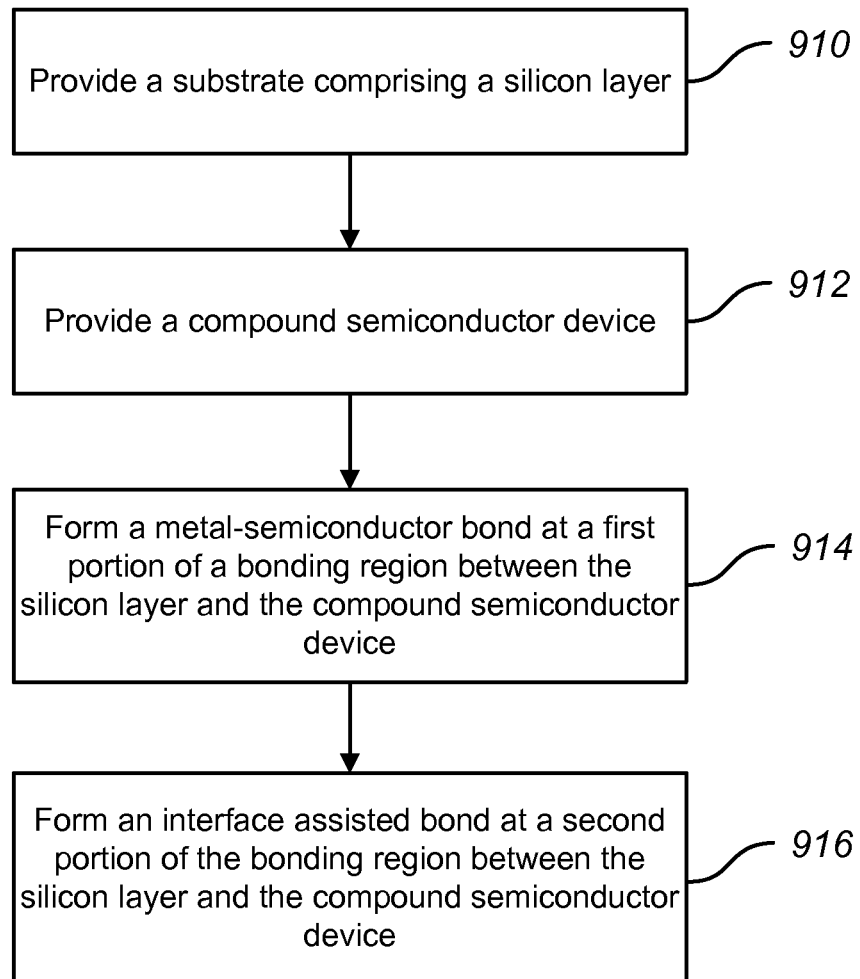 Provide a substrate comprising a silicon layer
910
Provide a compound semiconductor device
912
Form a metal-semiconductor bond at a first
portion of a bonding region between the
silicon layer and the compound semiconductor
device
914
Form an interface assisted bond at a second
portion of the bonding region between the
silicon layer and the compound semiconductor
device
916